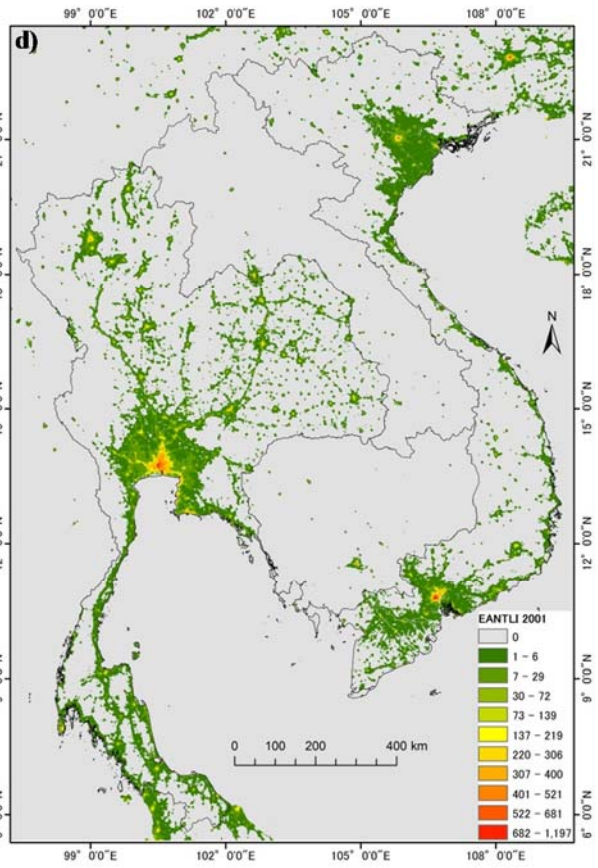 99° 0'0"E 102° 0'0"E 105° 0'0"E 108° 0'0"E
d)
21° 0'0"N
18° 0'0"N
N
15° 0'0"N
12° 0'0"N
9° 0'0"N
6° 0'0"N
EANTLI 2001
0
1 – 6
7 – 29
30 – 72
73 – 139
137 – 219
220 – 306
307 – 400
401 – 521
522 – 681
682 – 1,197
0 100 200 400 km
99° 0'0"E 102° 0'0"E 105° 0'0"E 108° 0'0"E